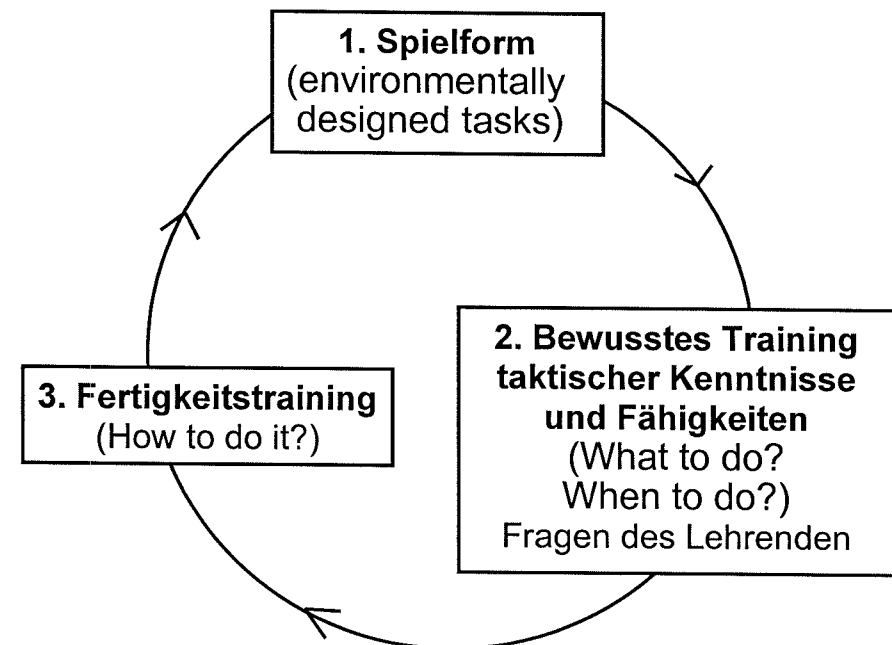 1. Spielform
(environmentally
designed tasks)
2. Bewusstes Training
taktischer Kenntnisse
und Fähigkeiten
(What to do?
When to do?)
Fragen des Lehrenden
3. Fertigkeitstraining
(How to do it?)